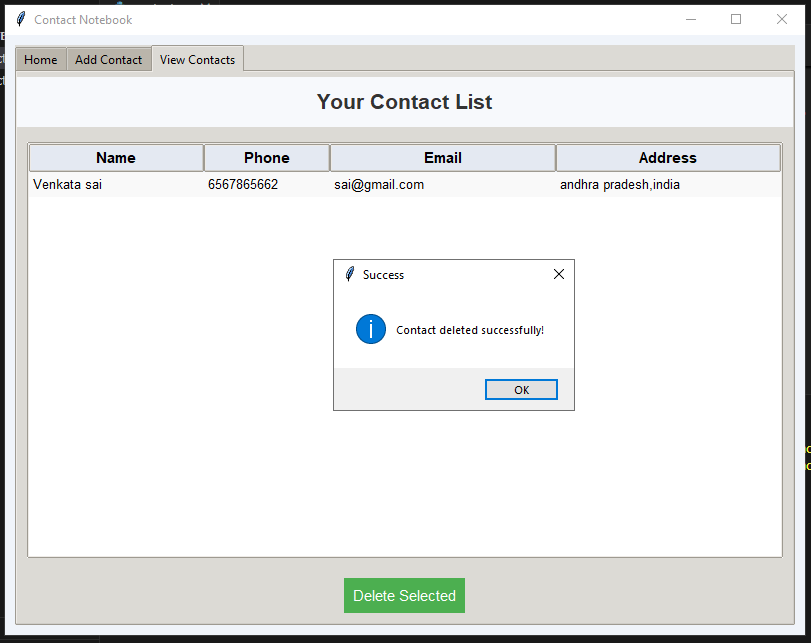 Contact Notebook
Home Add Contact View Contacts
Your Contact List
Name Phone Email Address
Venkata sai 6567865662 sai@gmail.com andhra pradesh,india
Success
Contact deleted successfully!
OK
Delete Selected